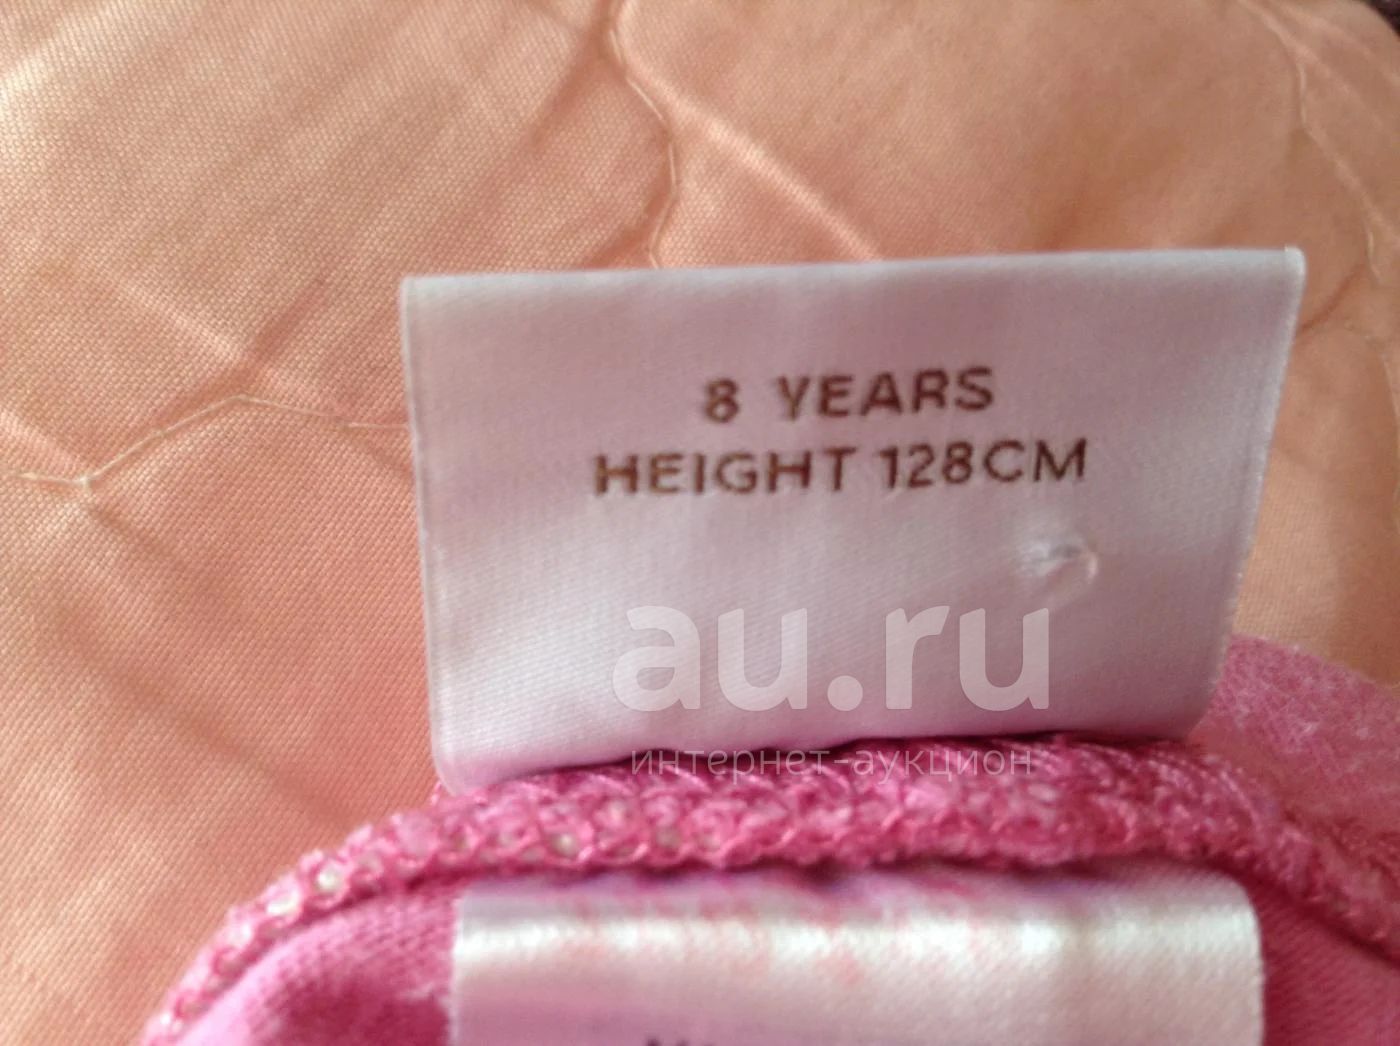 8 YEARS
HEIGHT 128CM
au.ru
интернет-аукцион